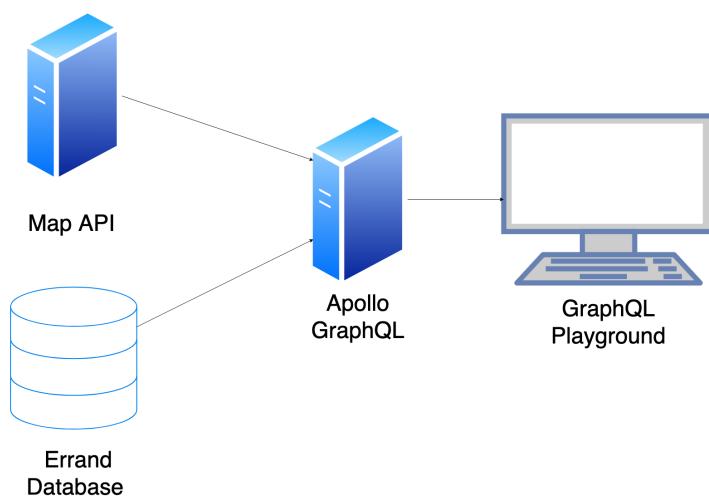 Map API
Apollo
GraphQL
GraphQL
Playground
Errand
Database